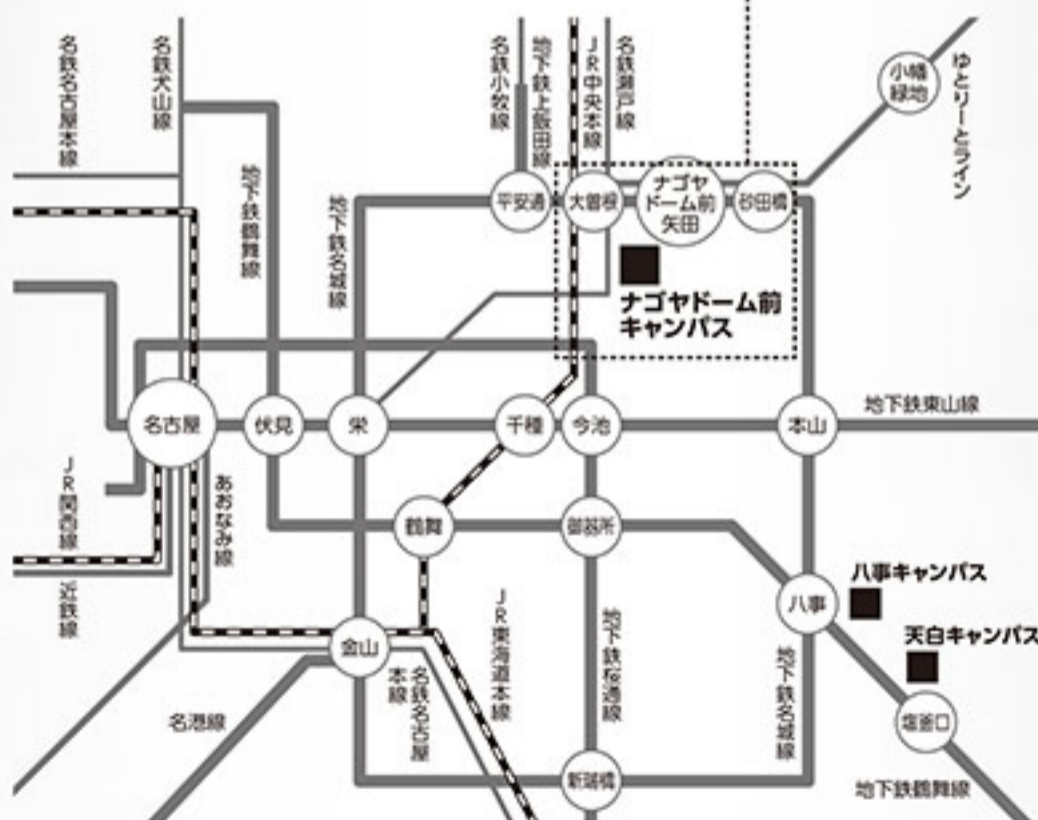 名鉄名古屋本線
名鉄犬山線
地下鉄鶴舞線
地下鉄名城線
名鉄小牧線
地下鉄上飯田線
JR中央本線
名鉄瀬戸線
ゆとりーとライン
小幡
緑地
平安通
大曽根
ナゴヤ
ドーム前
矢田
砂田橋
ナゴヤドーム前
キャンパス
名古屋
伏見
栄
千種
今池
本山
地下鉄東山線
JR関西線
近鉄線
あおなみ線
鶴舞
御器所
八事
八事キャンパス
天白キャンパス
金山
名港線
名鉄名古屋
本線
JR東海道本線
地下鉄桜通線
地下鉄名城線
塩釜口
新瑞橋
地下鉄鶴舞線